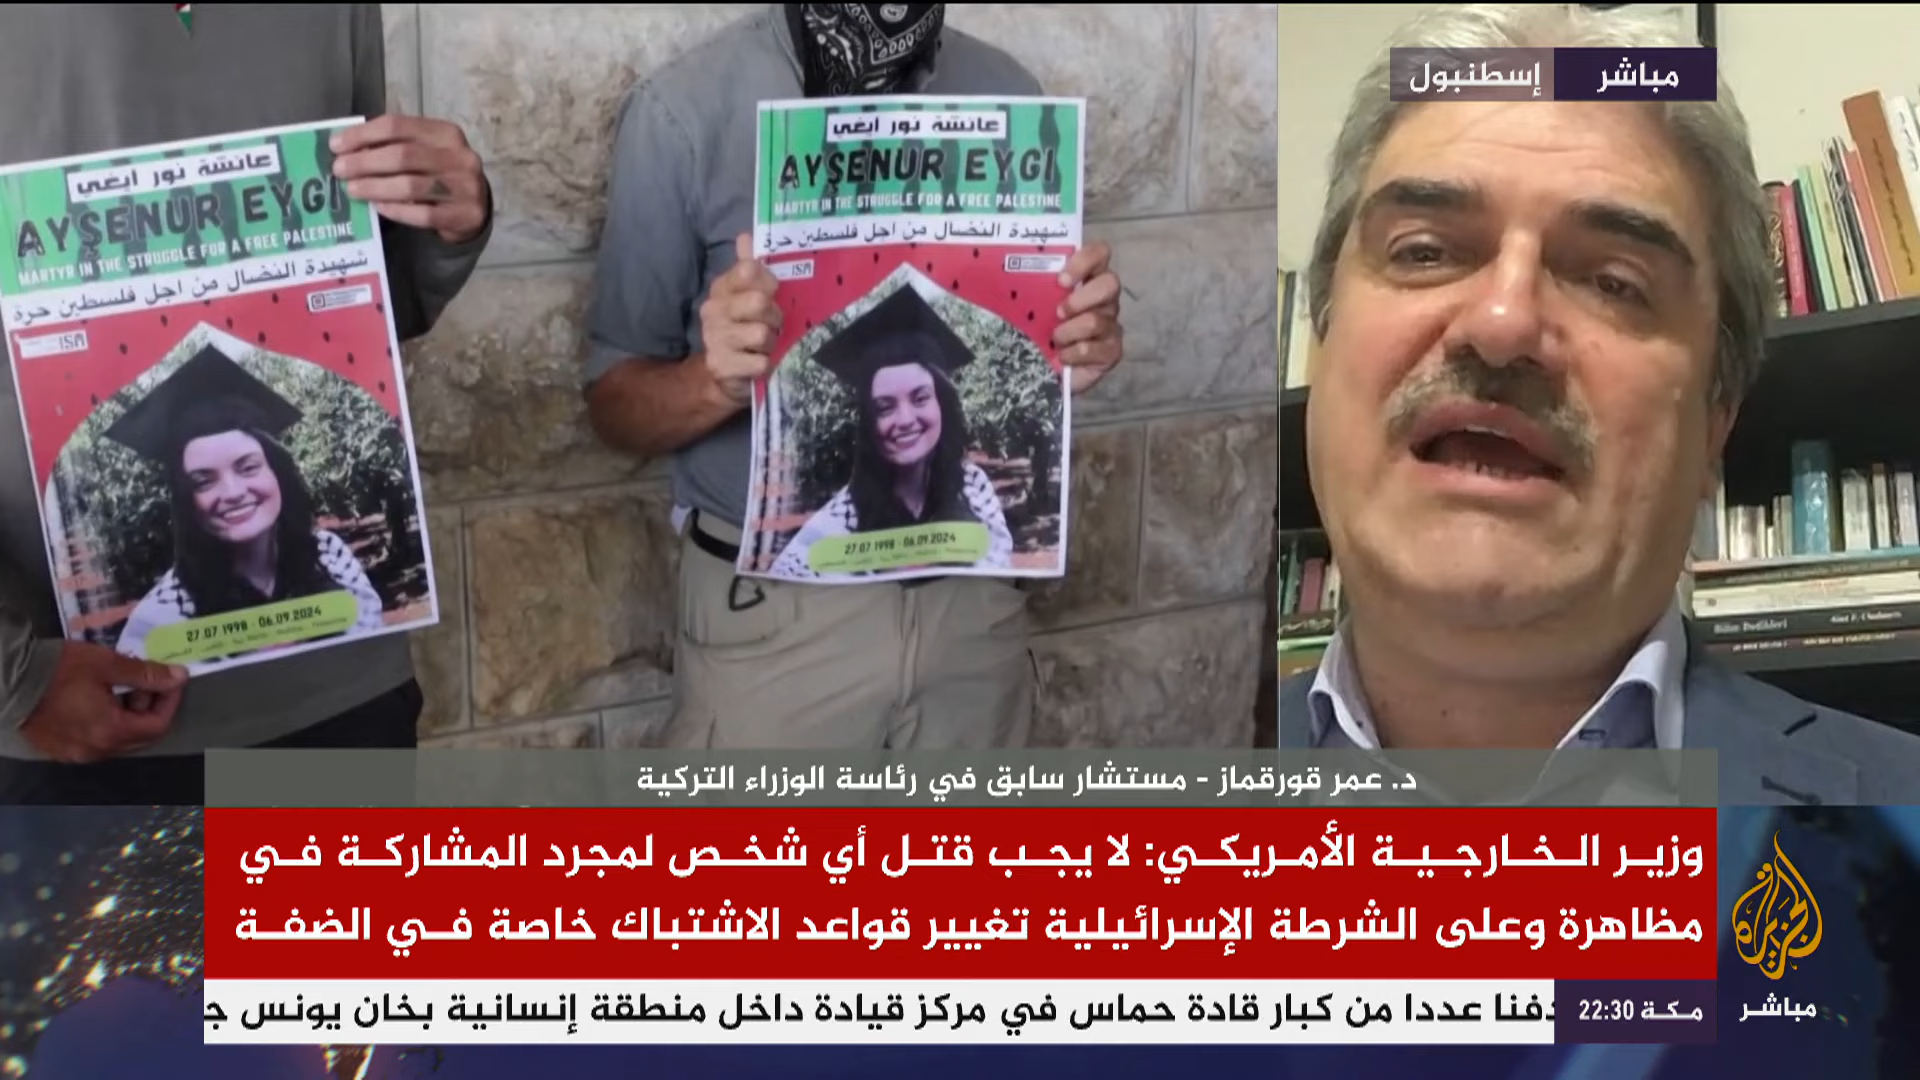 مباشر
إسطنبول
عائشة نور ايغي
AYŞENUR EYGI
MARTYR IN THE STRUGGLE FOR A FREE PALESTINE
شهيدة النضال من اجل فلسطين حرة
ISM
27.07.1998 - 06.09.2024
عائشة نور ايغي
AYŞENUR EYGI
MARTYR IN THE STRUGGLE FOR A FREE PALESTINE
شهيدة النضال من اجل فلسطين حرة
ISM
27.07.1998 - 06.09.2024
د. عمر قورقماز - مستشار سابق في رئاسة الوزراء التركية
وزير الخارجية الأمريكي: لا يجب قتل أي شخص لمجرد المشاركة في
مظاهرة وعلى الشرطة الإسرائيلية تغيير قواعد الاشتباك خاصة في الضفة
مكة 22:30
دفنا عددا من كبار قادة حماس في مركز قيادة داخل منطقة إنسانية بخان يونس ج
الجزيرة
مباشر